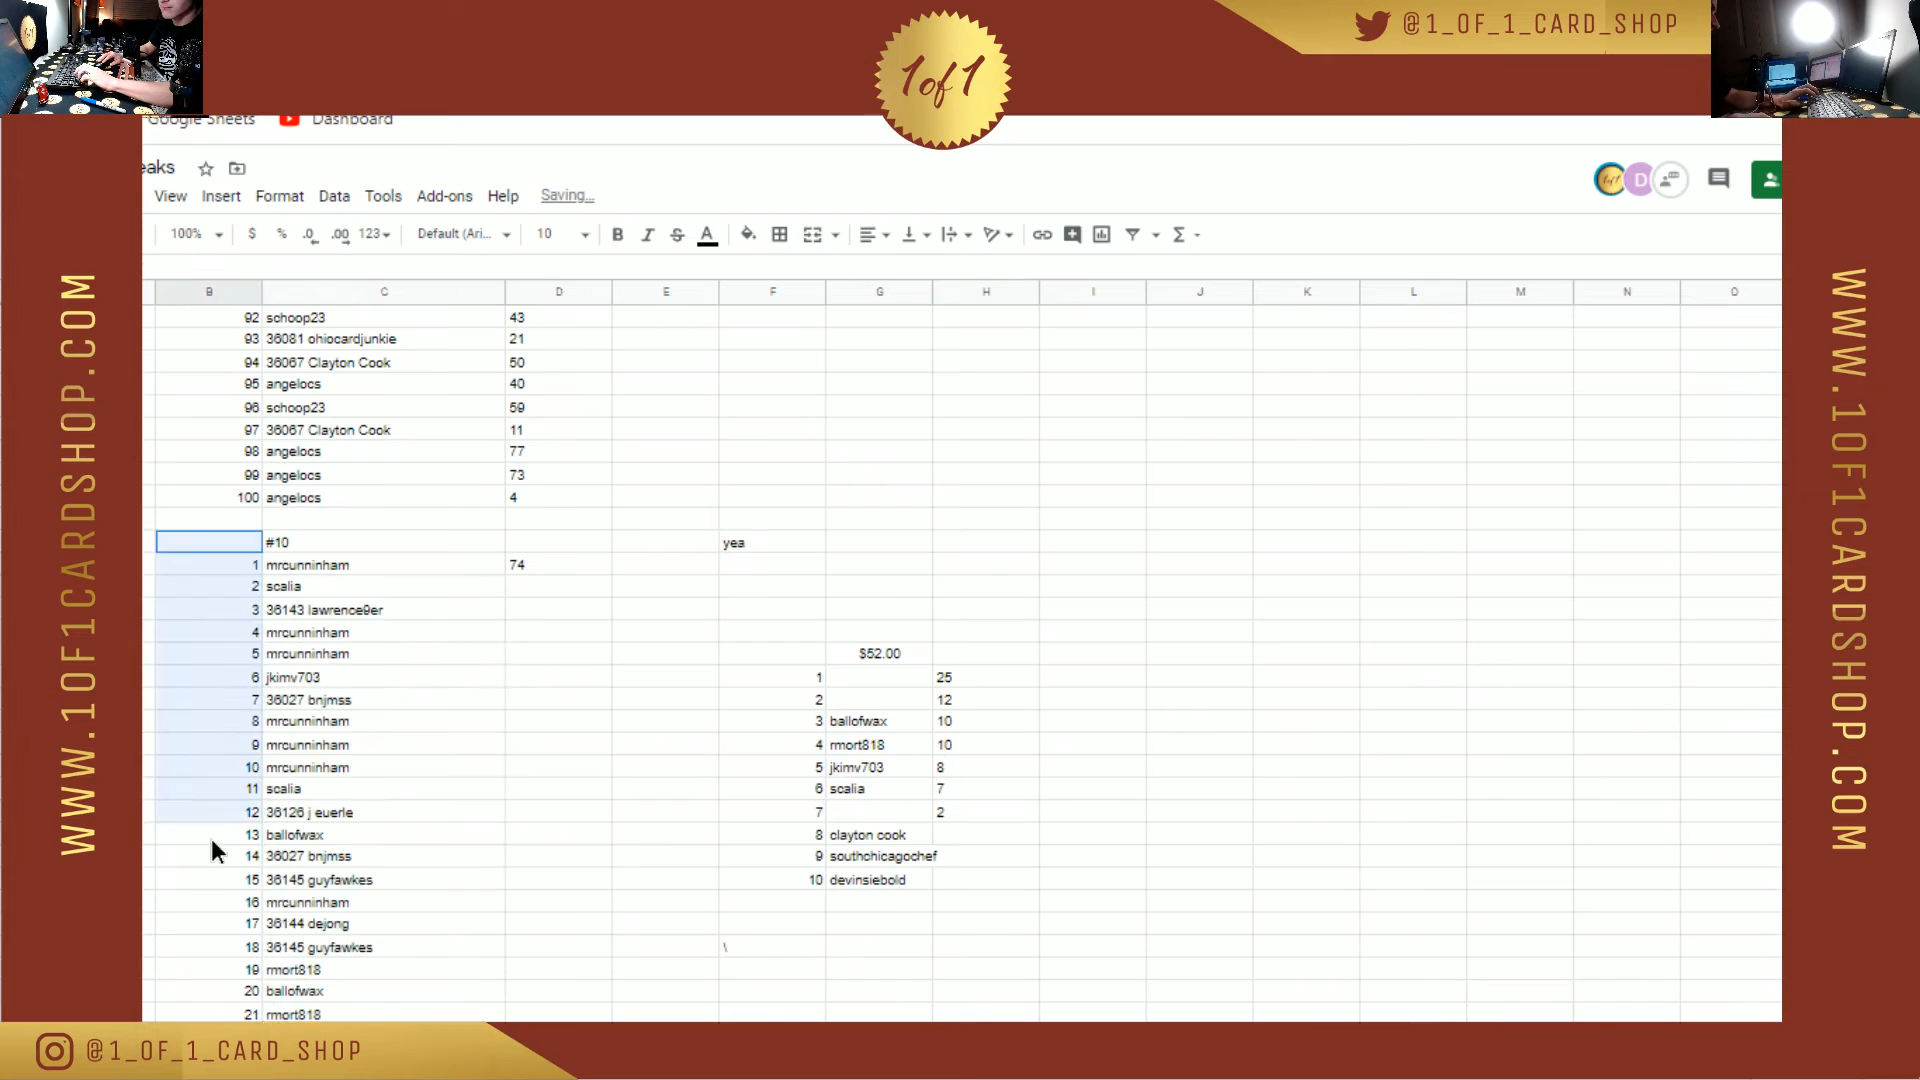 @1_OF_1_CARD_SHOP
1of1
Google Sheets Dashboard
eaks
D
View Insert Format Data Tools Add-ons Help Saving...
100% $ % .0 .00 123 Default (Ari... 10 B I S A Σ
B C D E F G H I J K L M N O
92 schoop23 43
93 36081 ohiocardjunkie 21
94 36067 Clayton Cook 50
95 angelocs 40
96 schoop23 59
97 36067 Clayton Cook 11
98 angelocs 77
99 angelocs 73
100 angelocs 4
#10 yea
1 mrcunninham 74
2 scalia
3 36143 lawrence9er
4 mrcunninham
5 mrcunninham $52.00
6 jkimv703 1 25
7 36027 bnjmss 2 12
8 mrcunninham 3 ballofwax 10
9 mrcunninham 4 rmort818 10
10 mrcunninham 5 jkimv703 8
11 scalia 6 scalia 7
12 36126 j euerle 7 2
13 ballofwax 8 clayton cook
14 36027 bnjmss 9 southchicagochef
15 36145 guyfawkes 10 devinsiebold
16 mrcunninham
17 36144 dejong
18 36145 guyfawkes \
19 rmort818
20 ballofwax
21 rmort818
WWW.1OF1CARDSHOP.COM
WWW.1OF1CARDSHOP.COM
@1_OF_1_CARD_SHOP